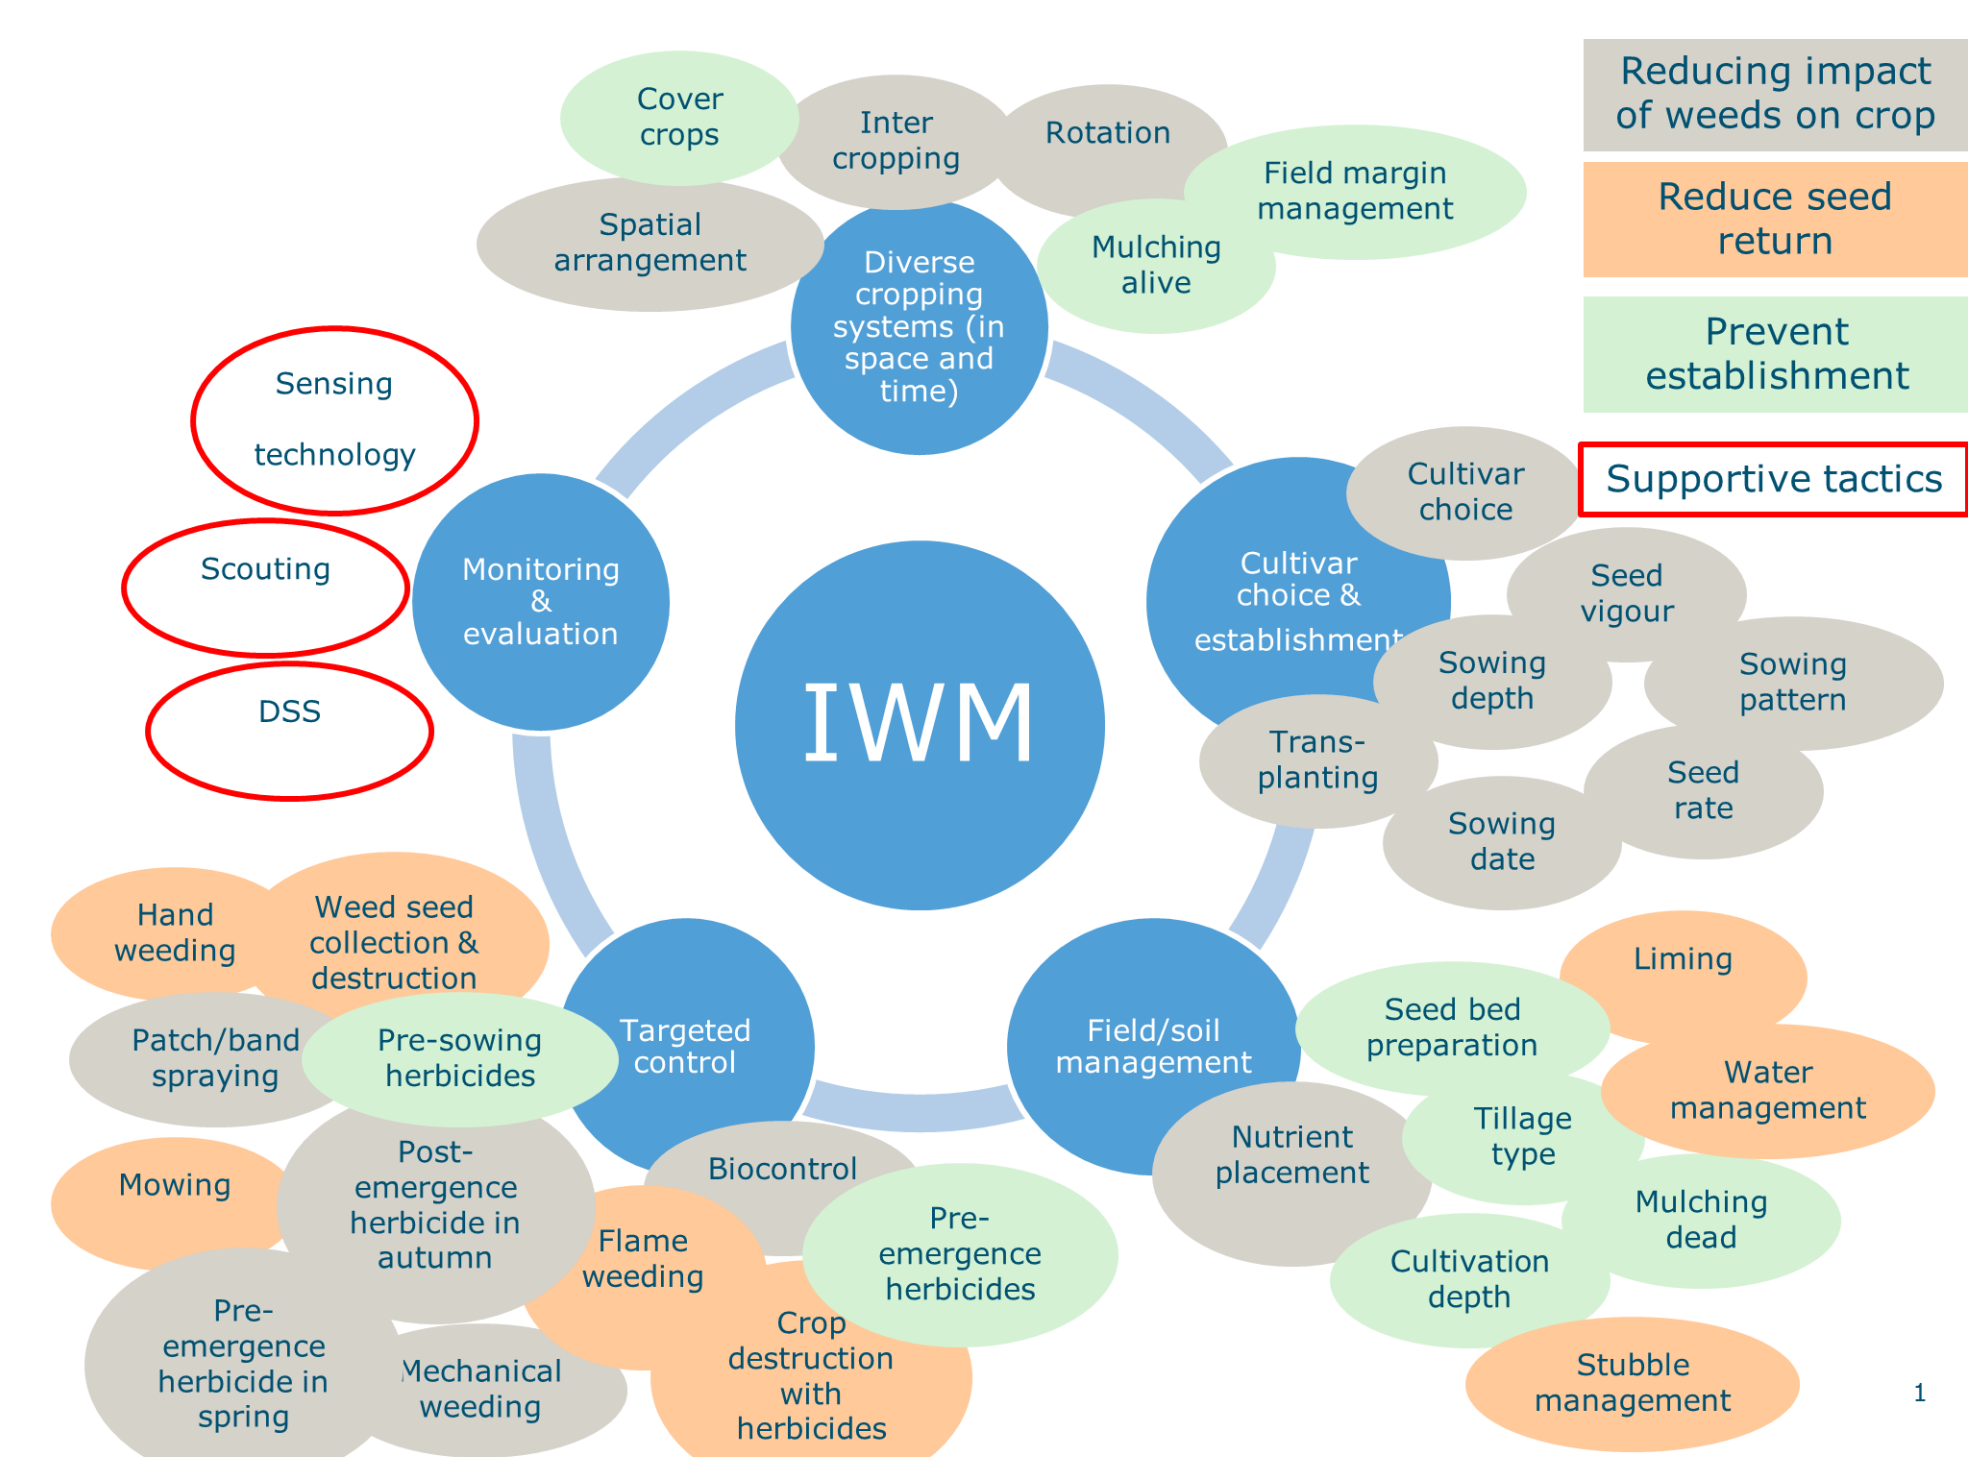 Cover
crops
Inter
cropping
Rotation
Field margin
management
Spatial
arrangement
Mulching
alive
Diverse
cropping
systems (in
space and
time)
Reducing impact
of weeds on crop
Reduce seed
return
Prevent
establishment
Supportive tactics
Sensing
technology
Scouting
DSS
Monitoring
&
evaluation
IWM
Cultivar
choice &
establishment
Cultivar
choice
Seed
vigour
Sowing
depth
Sowing
pattern
Trans-
planting
Seed
rate
Sowing
date
Hand
weeding
Weed seed
collection &
destruction
Patch/band
spraying
Pre-sowing
herbicides
Targeted
control
Mowing
Post-
emergence
herbicide in
autumn
Biocontrol
Flame
weeding
Pre-
emergence
herbicides
Pre-
emergence
herbicide in
spring
Mechanical
weeding
Crop
destruction
with
herbicides
Field/soil
management
Seed bed
preparation
Liming
Water
management
Nutrient
placement
Tillage
type
Mulching
dead
Cultivation
depth
Stubble
management
1